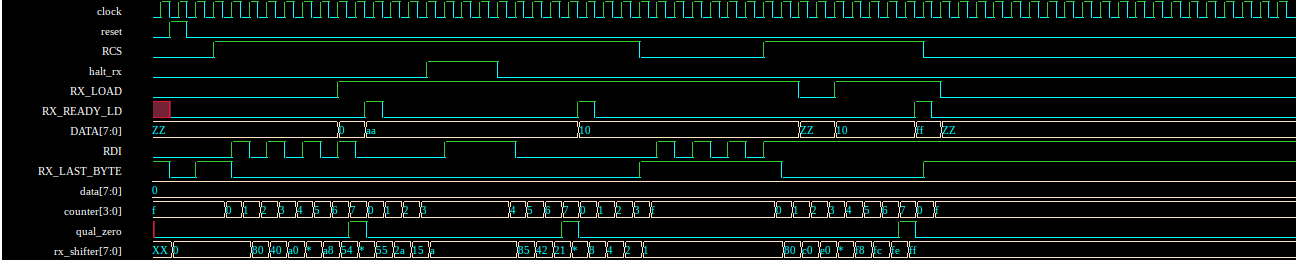 clock
reset
RCS
halt_rx
RX_LOAD
RX_READY_LD
DATA[7:0] ZZ 0 aa 10 ZZ 10 ff ZZ
RDI
RX_LAST_BYTE
data[7:0] 0
counter[3:0] f 0 1 2 3 4 5 6 7 0 1 2 3 4 5 6 7 0 1 2 3 f 0 1 2 3 4 5 6 7 0 f
qual_zero
rx_shifter[7:0] XX 0 80 40 a0 * a8 54 * 55 2a 15 a 85 42 21 * 8 4 2 1 80 c0 e0 * f8 fc fe ff